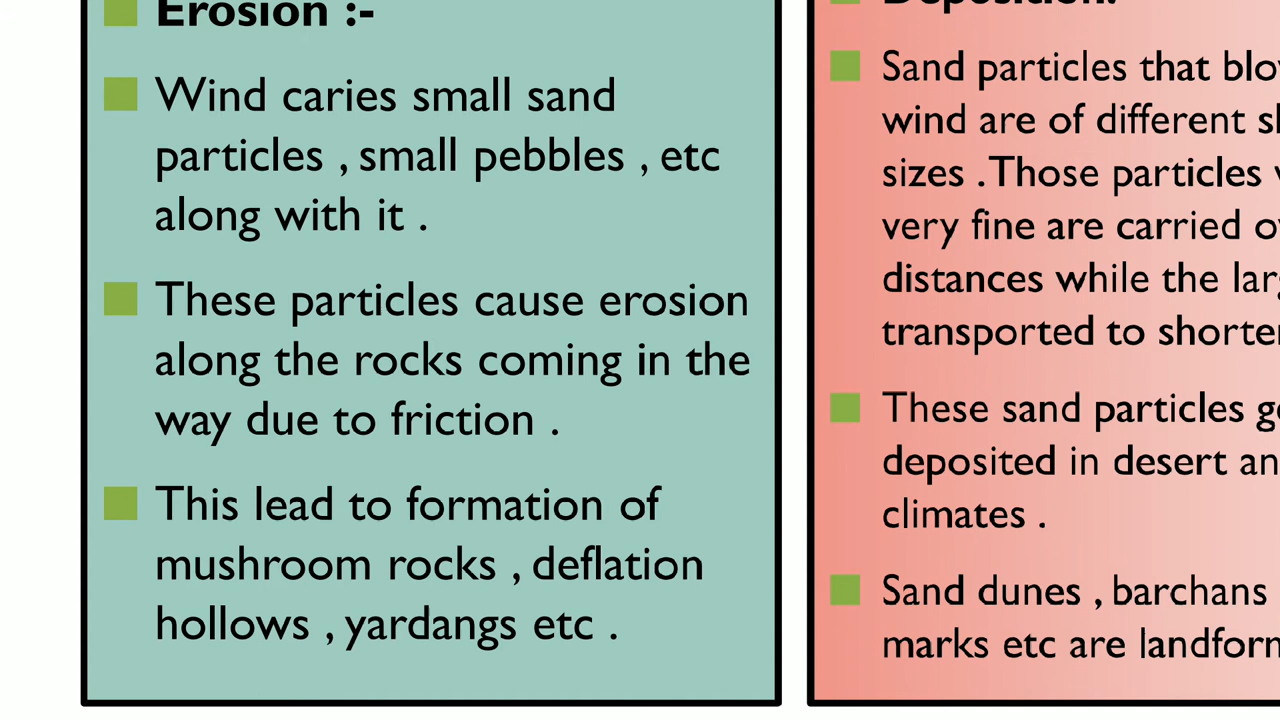 Erosion :-
Wind caries small sand
particles , small pebbles , etc
along with it .
These particles cause erosion
along the rocks coming in the
way due to friction .
This lead to formation of
mushroom rocks , deflation
hollows , yardangs etc .
Deposition:
Sand particles that
wind are of different
sizes . Those particles
very fine are carried
distances while the
transported to
These sand particles
deposited in desert
climates .
Sand dunes , barchans
marks etc are